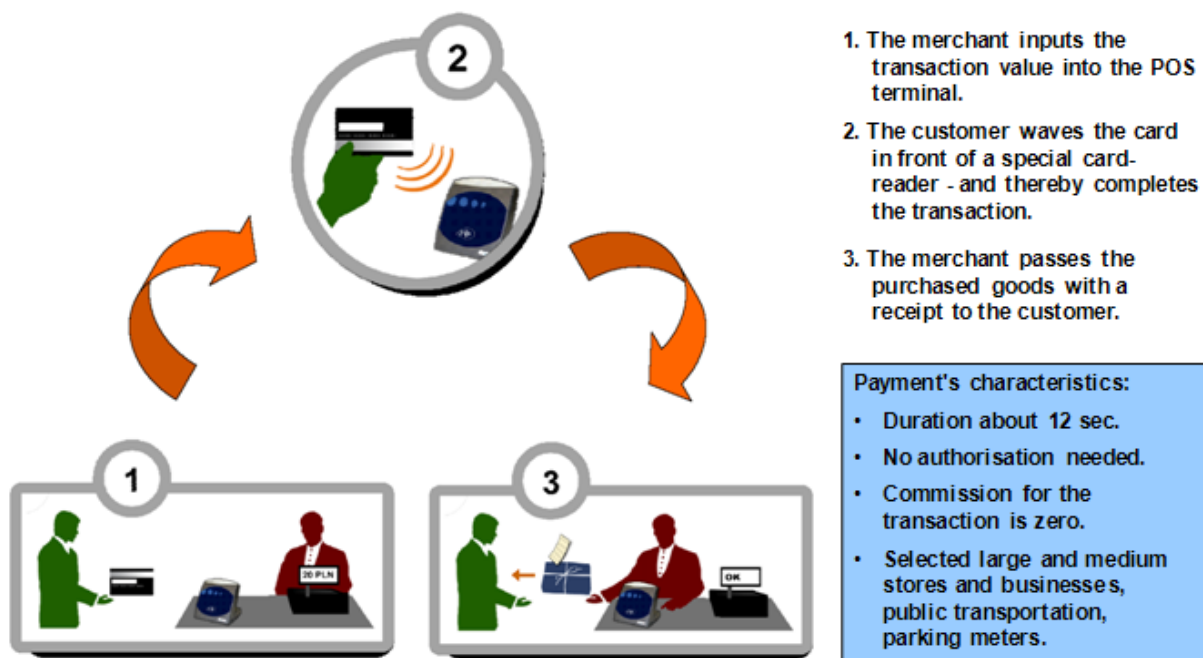 2
1. The merchant inputs the
transaction value into the POS
terminal.
2. The customer waves the card
in front of a special card-
reader - and thereby completes
the transaction.
3. The merchant passes the
purchased goods with a
receipt to the customer.
Payment's characteristics:
• Duration about 12 sec.
• No authorisation needed.
• Commission for the
transaction is zero.
• Selected large and medium
stores and businesses,
public transportation,
parking meters.
1
20 PLN
3
OK